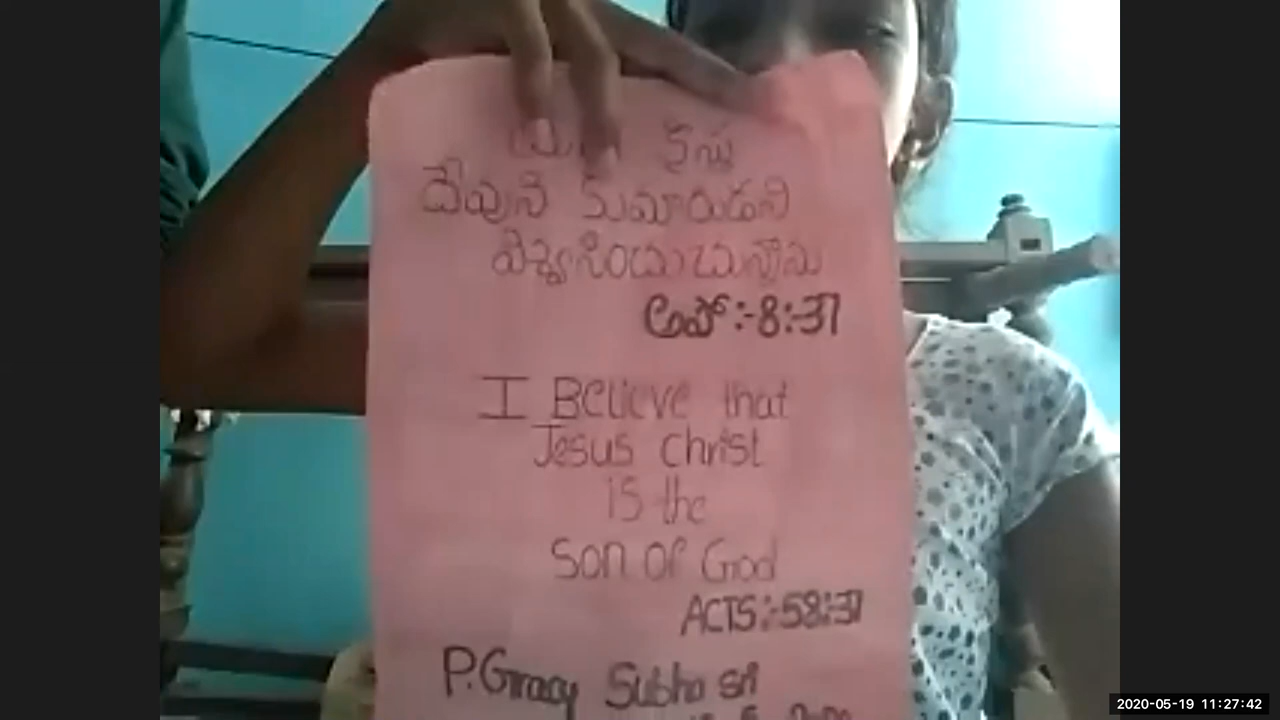 క్రీస్తు
దేవుని కుమారుడని
విశ్వసించుచున్నాను
అపో:-8:-37
I Believe that
Jesus christ
is the
Son of God
ACTS:-58:-37
P.Gracy Subha sri
2020-05-19 11:27:42